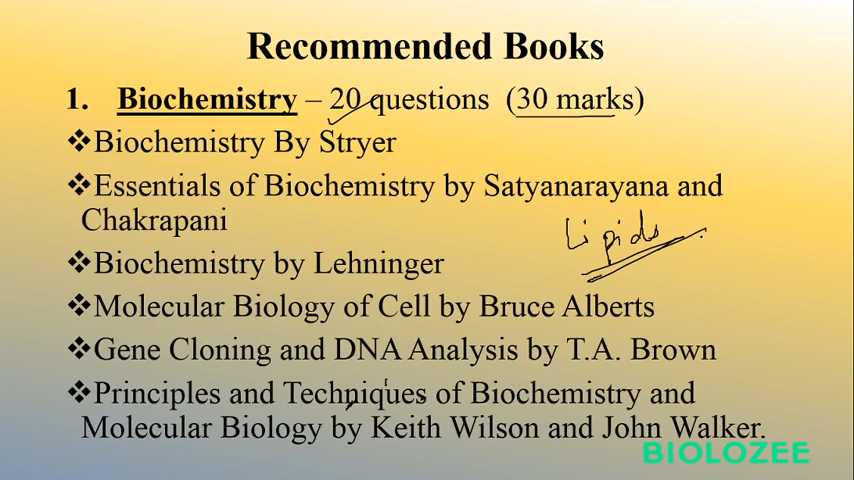 Recommended Books
1. Biochemistry – 20 questions (30 marks)
❖Biochemistry By Stryer
❖Essentials of Biochemistry by Satyanarayana and
Chakrapani
Lipids
❖Biochemistry by Lehninger
❖Molecular Biology of Cell by Bruce Alberts
❖Gene Cloning and DNA Analysis by T.A. Brown
❖Principles and Techniques of Biochemistry and
Molecular Biology by Keith Wilson and John Walker.
BIOLOZEE